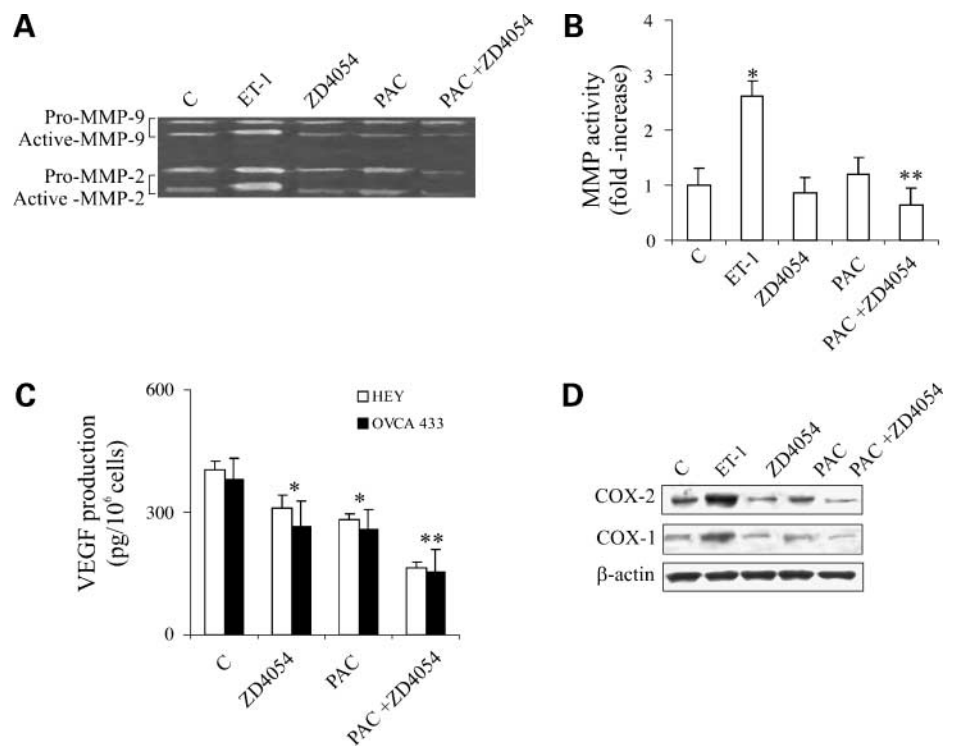 A
C
ET-1
ZD4054
PAC
PAC +ZD4054
Pro-MMP-9
Active-MMP-9
Pro-MMP-2
Active -MMP-2
B
MMP activity
(fold -increase)
4
3
2
1
0
*
**
C
ET-1
ZD4054
PAC
PAC +ZD4054
C
VEGF production
(pg/10⁶ cells)
600
300
0
HEY
OVCA 433
*
*
**
C
ZD4054
PAC
PAC +ZD4054
D
C
ET-1
ZD4054
PAC
PAC +ZD4054
COX-2
COX-1
β-actin